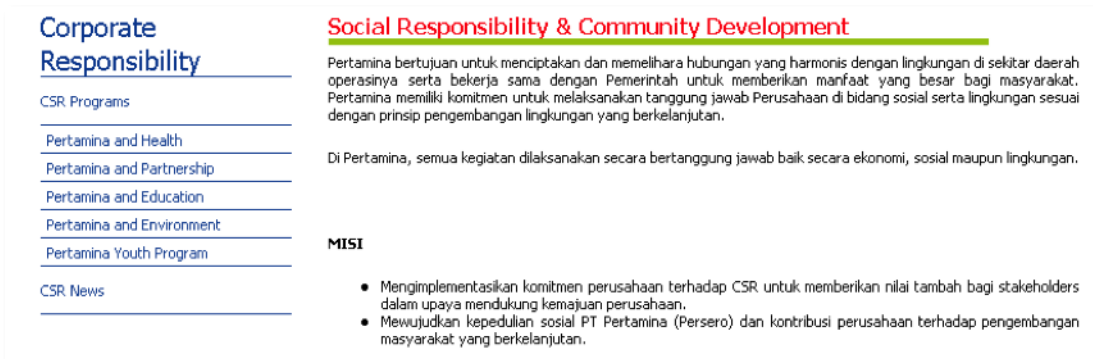 Corporate
Responsibility
CSR Programs
Pertamina and Health
Pertamina and Partnership
Pertamina and Education
Pertamina and Environment
Pertamina Youth Program
CSR News
Social Responsibility & Community Development
Pertamina bertujuan untuk menciptakan dan memelihara hubungan yang harmonis dengan lingkungan di sekitar daerah
operasinya serta bekerja sama dengan Pemerintah untuk memberikan manfaat yang besar bagi masyarakat.
Pertamina memiliki komitmen untuk melaksanakan tanggung jawab Perusahaan di bidang sosial serta lingkungan sesuai
dengan prinsip pengembangan lingkungan yang berkelanjutan.
Di Pertamina, semua kegiatan dilaksanakan secara bertanggung jawab baik secara ekonomi, sosial maupun lingkungan.
MISI
● Mengimplementasikan komitmen perusahaan terhadap CSR untuk memberikan nilai tambah bagi stakeholders
dalam upaya mendukung kemajuan perusahaan.
● Mewujudkan kepedulian sosial PT Pertamina (Persero) dan kontribusi perusahaan terhadap pengembangan
masyarakat yang berkelanjutan.